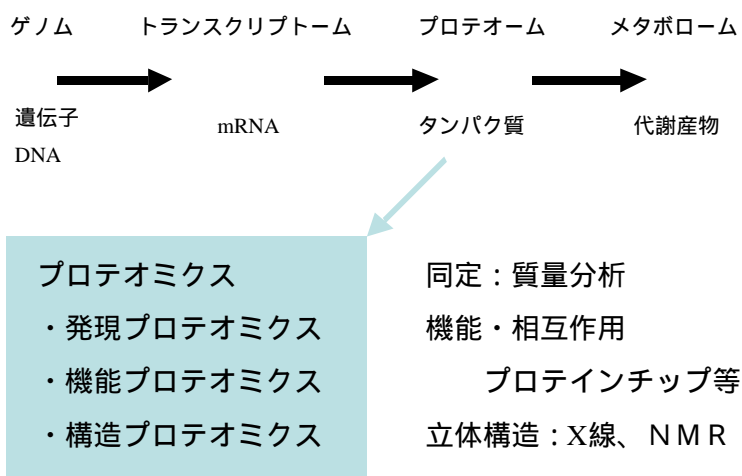 ゲノム　トランスクリプトーム　プロテオーム　メタボローム
遺伝子　mRNA　タンパク質　代謝産物
DNA
プロテオミクス　同定：質量分析
・発現プロテオミクス　機能・相互作用
・機能プロテオミクス　プロテインチップ等
・構造プロテオミクス　立体構造：X線、ＮＭＲ